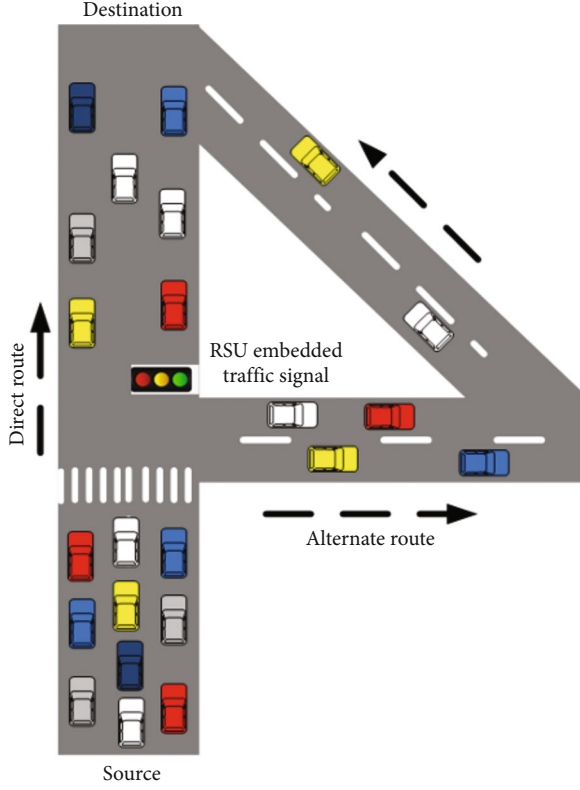 Destination
RSU embedded
traffic signal
Direct route
Alternate route
Source